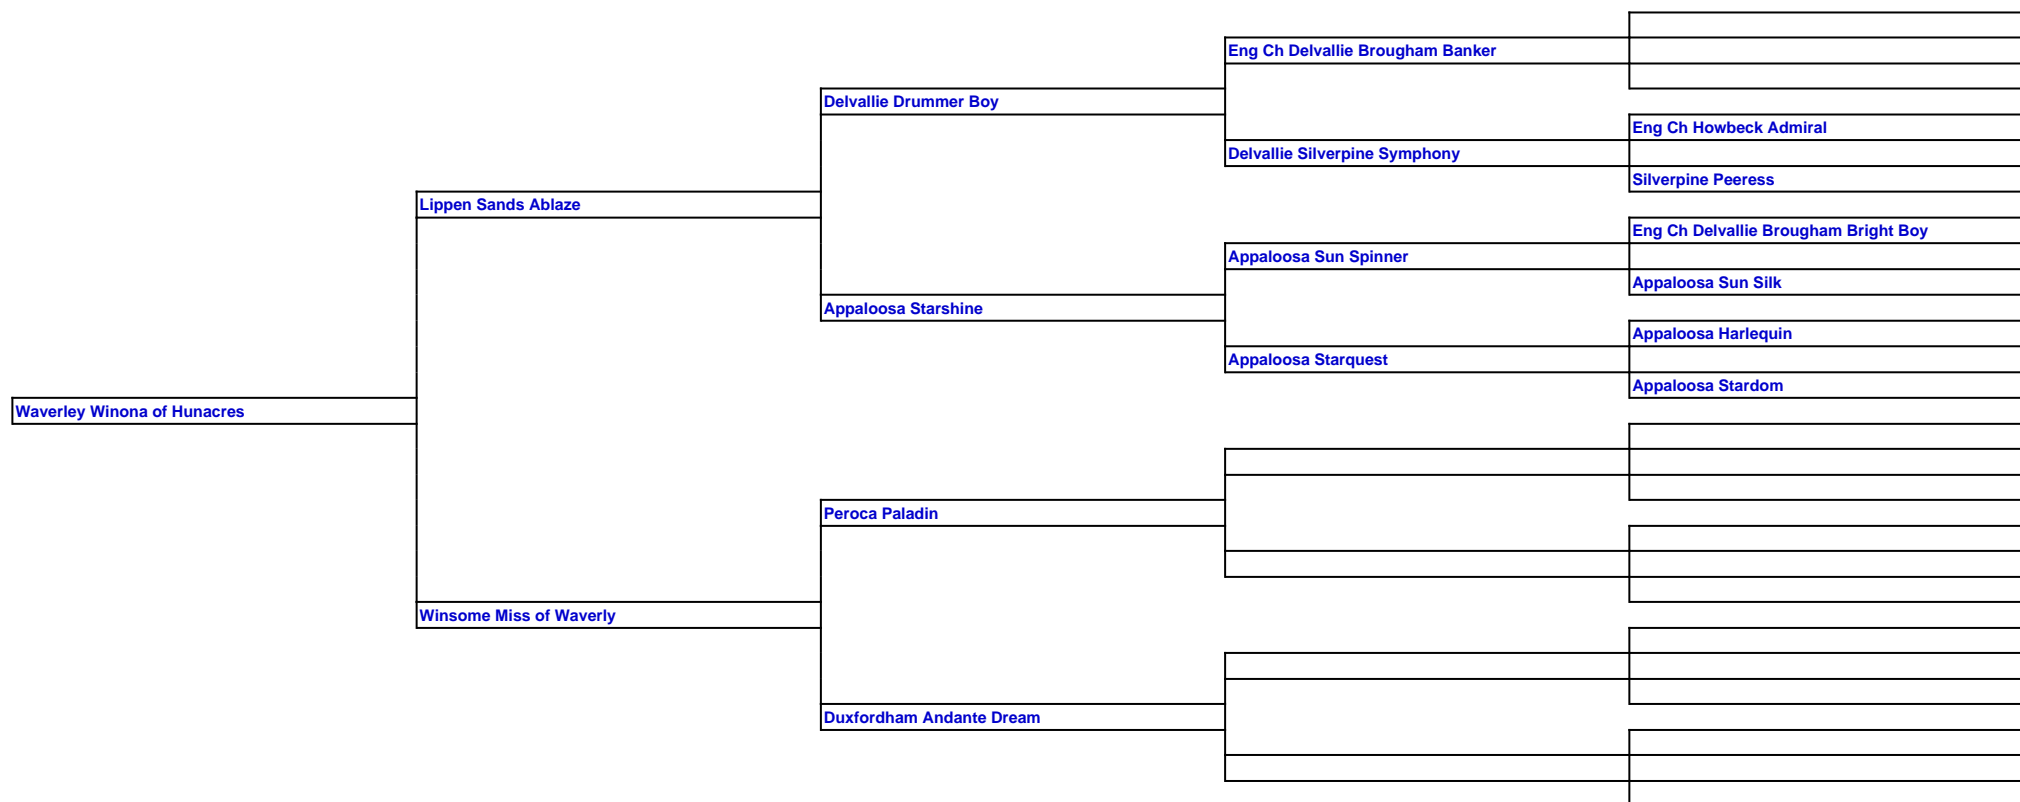 Eng Ch Delvallie Brougham Banker
Delvallie Drummer Boy
Eng Ch Howbeck Admiral
Delvallie Silverpine Symphony
Silverpine Peeress
Lippen Sands Ablaze
Eng Ch Delvallie Brougham Bright Boy
Appaloosa Sun Spinner
Appaloosa Sun Silk
Appaloosa Starshine
Appaloosa Harlequin
Appaloosa Starquest
Appaloosa Stardom
Waverley Winona of Hunacres
Peroca Paladin
Winsome Miss of Waverly
Duxfordham Andante Dream